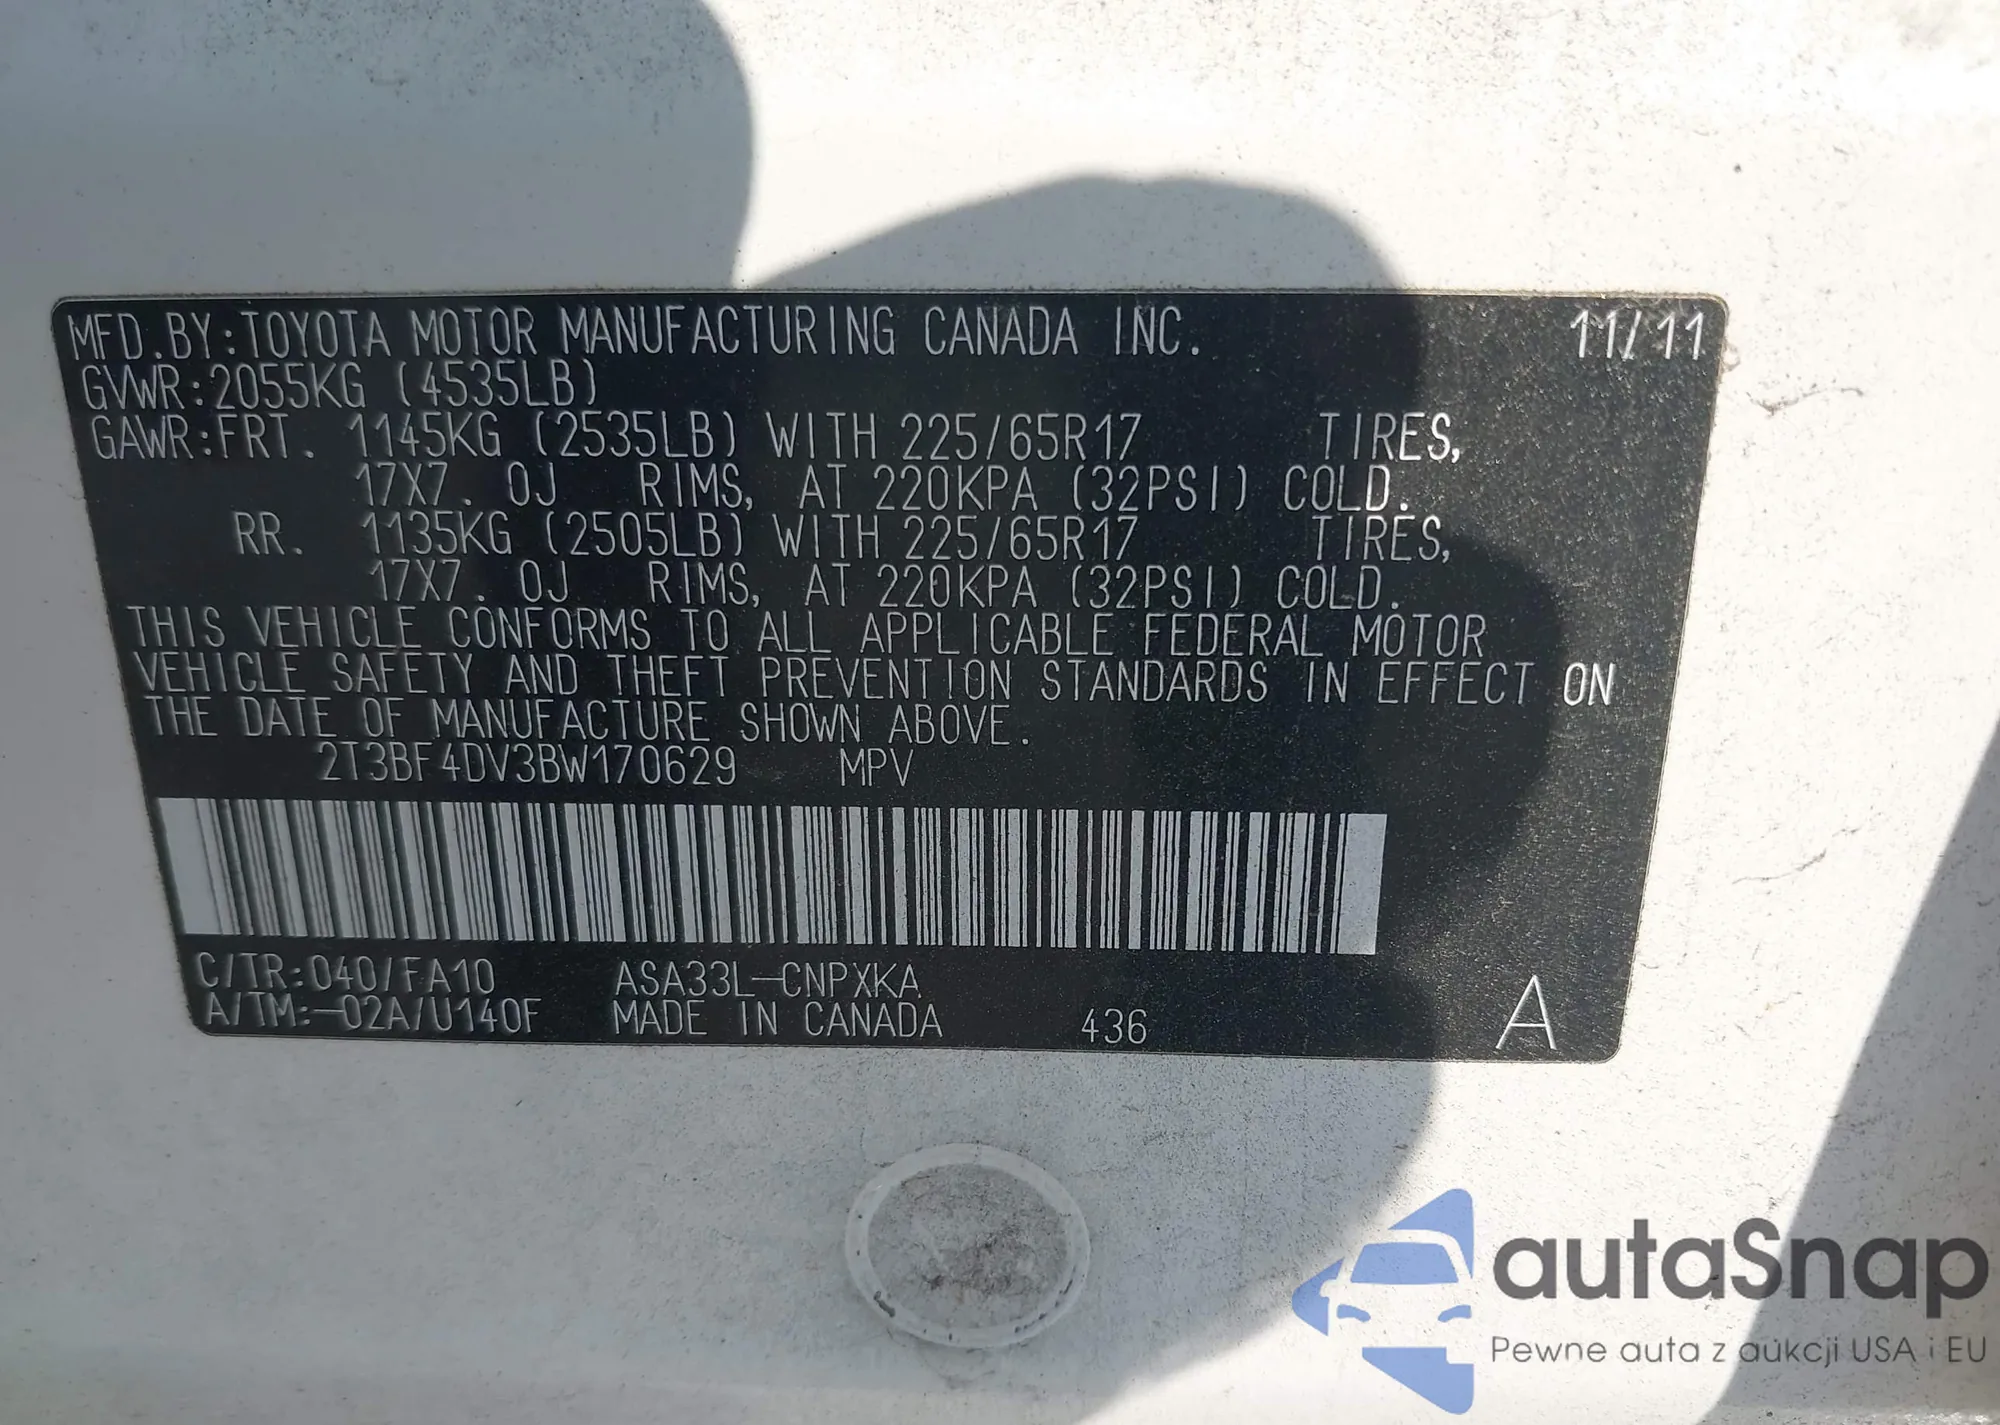 MFD.BY:TOYOTA MOTOR MANUFACTURING CANADA INC. 11/11
GVWR:2055KG (4535LB)
GAWR:FRT. 1145KG (2535LB) WITH 225/65R17 TIRES,
17X7. 0J RIMS, AT 220KPA (32PSI) COLD.
RR. 1135KG (2505LB) WITH 225/65R17 TIRES,
17X7. 0J RIMS, AT 220KPA (32PSI) COLD.
THIS VEHICLE CONFORMS TO ALL APPLICABLE FEDERAL MOTOR
VEHICLE SAFETY AND THEFT PREVENTION STANDARDS IN EFFECT ON
THE DATE OF MANUFACTURE SHOWN ABOVE.
2T3BF4DV3BW170629 MPV
C/TR:040/FA10 ASA33L-CNPXKA
A/TM:-02A/U140F MADE IN CANADA 436 A
autaSnap
Pewne auta z aukcji USA i EU